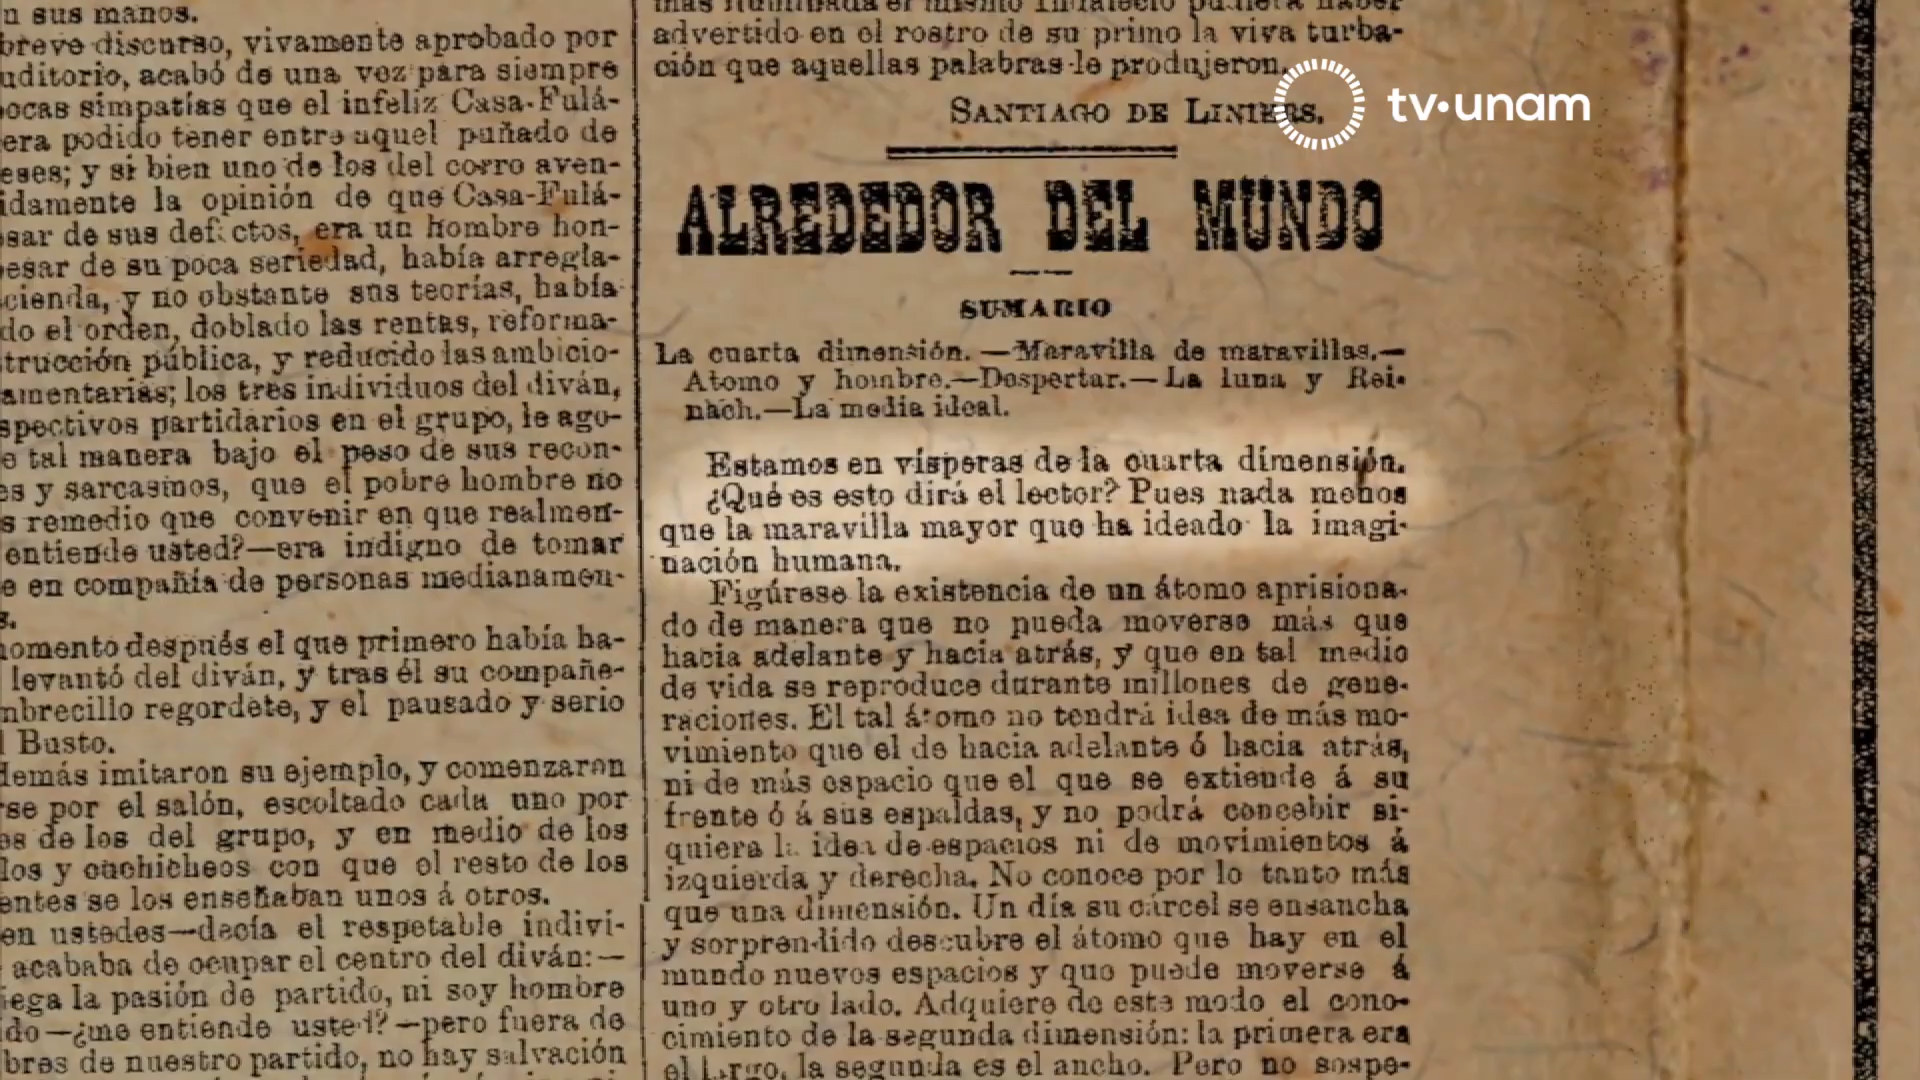 n sus manos.
breve discurso, vivamente aprobado por
uditorio, acabó de una voz para siempre
ocas simpatías que el infeliz Casa-Fulá-
era podido tener entre aquel puñado de
eses; y si bien uno de los del corro aven-
idamente la opinión de que Casa-Fulá-
sar de sus defectos, era un hombre hon-
esar de su poca seriedad, había arregla-
cienda, y no obstante sus teorías, había
do el orden, doblado las rentas, reforma-
trucción pública, y reducido las ambicio-
amentarias; los tres individuos del diván,
spectivos partidarios en el grupo, le ago-
e tal manera bajo el peso de sus recon-
es y sarcasmos, que el pobre hombre no
s remedio que convenir en que realmen-
entiende usted?—era indigno de tomar
e en compañía de personas medianamen-
s.
omento después el que primero había ha-
levantó del diván, y tras él su compañe-
mbrecillo regordete, y el pausado y serio
l Busto.
demás imitaron su ejemplo, y comenzaron
rse por el salón, escoltado cada uno por
es de los del grupo, y en medio de los
los y cuchicheos con que el resto de los
entes se los enseñaban unos á otros.
en ustedes—decía el respetable indivi-
acababa de ocupar el centro del diván:—
iega la pasión de partido, ni soy hombre
do—¿me entiende usted?—pero fuera de
bres de nuestro partido, no hay salvación
más iluminada el mismo Indalecio pudiera haber
advertido en el rostro de su primo la viva turba-
ción que aquellas palabras le produjeron.
SANTIAGO DE LINIERS.
tv·unam
ALREDEDOR DEL MUNDO
SUMARIO
La cuarta dimensión.—Maravilla de maravillas.—
Atomo y hombre.—Despertar.—La luna y Rei-
nach.—La media ideal.
Estamos en vísperas de la cuarta dimensión.
¿Qué es esto dirá el lector? Pues nada menos
que la maravilla mayor que ha ideado la imagi-
nación humana.
Figúrese la existencia de un átomo aprisiona-
do de manera que no pueda moverse más que
hacia adelante y hacia atrás, y que en tal medio
de vida se reproduce durante millones de gene-
raciones. El tal átomo no tendrá idea de más mo-
vimiento que el de hacia adelante ó hacia atrás,
ni de más espacio que el que se extiende á su
frente ó á sus espaldas, y no podrá concebir si-
quiera la idea de espacios ni de movimientos á
izquierda y derecha. No conoce por lo tanto más
que una dimensión. Un día su cárcel se ensancha
y sorprendido descubre el átomo que hay en el
mundo nuevos espacios y que puede moverse á
uno y otro lado. Adquiere de este modo el cono-
cimiento de la segunda dimensión: la primera era
el largo, la segunda es el ancho. Pero no sospe-